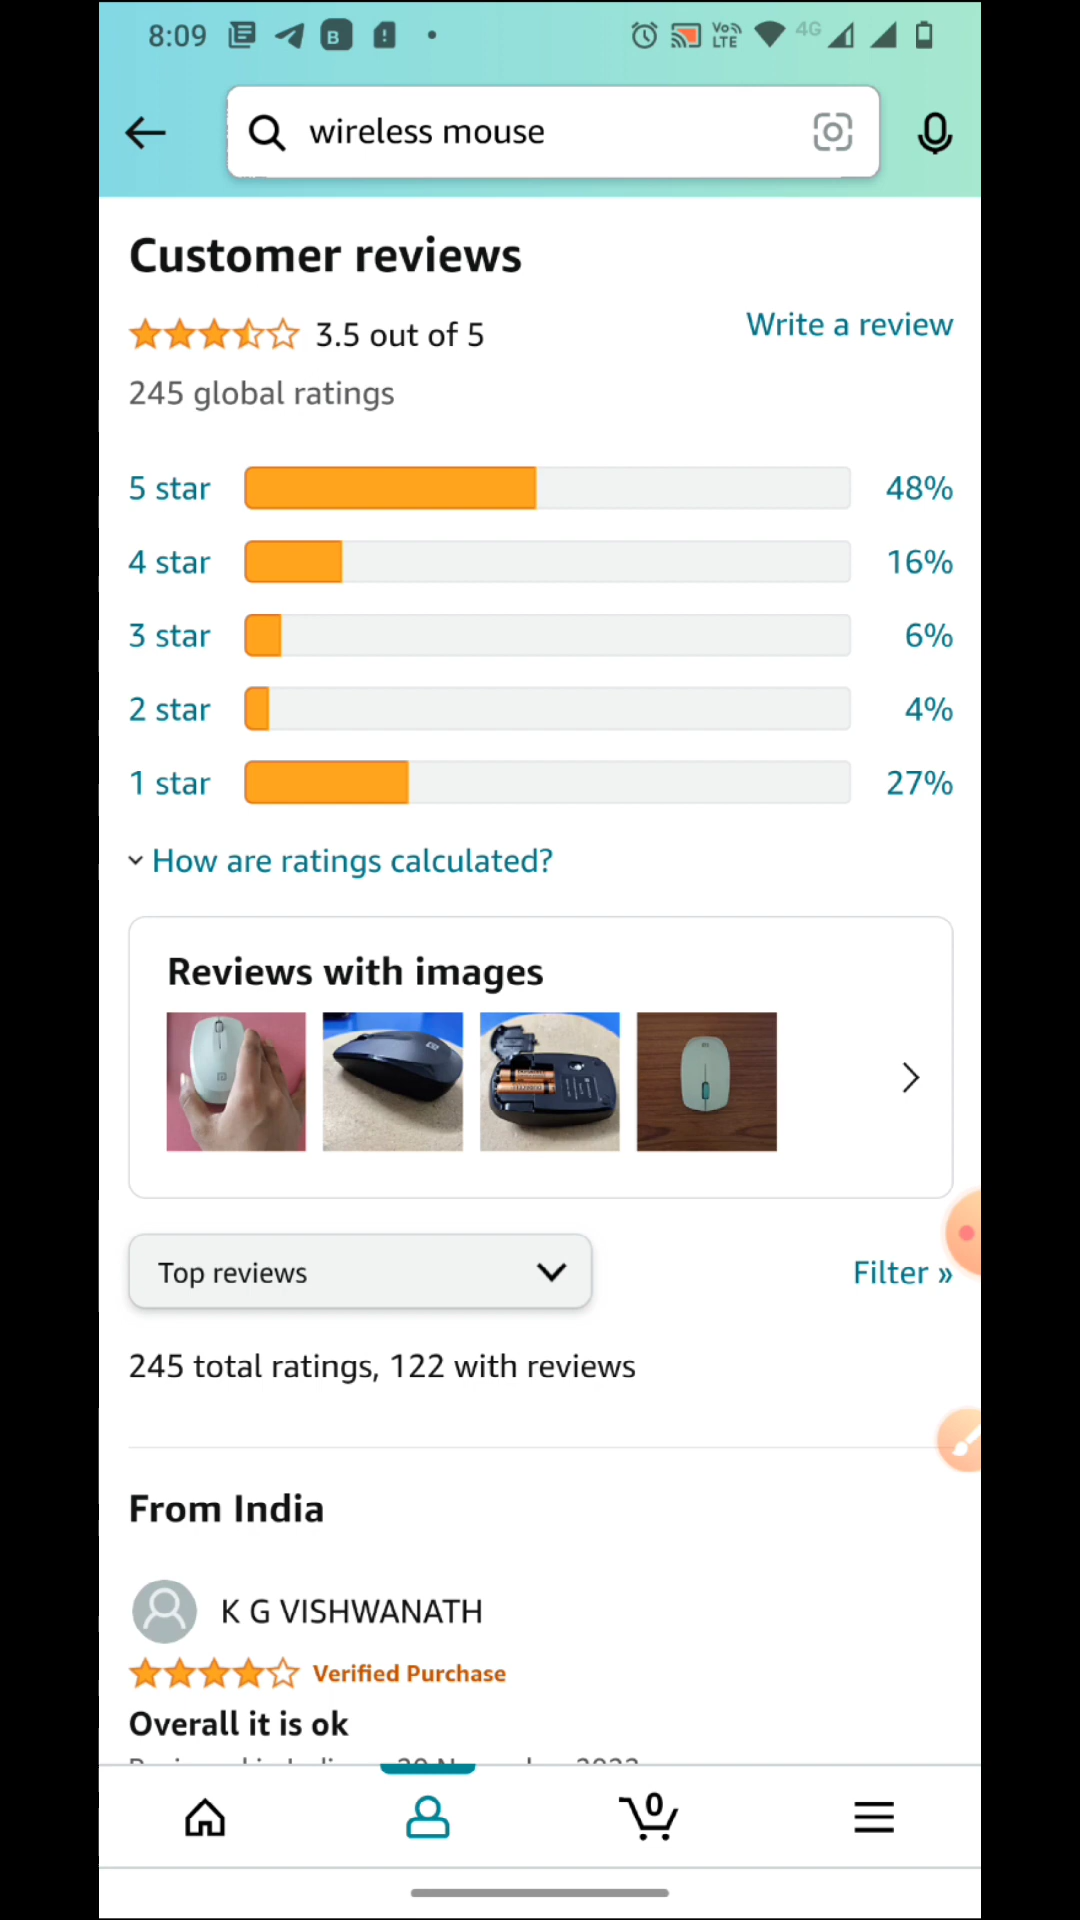 8:09
B
Vo LTE
4G
wireless mouse
Customer reviews
3.5 out of 5
Write a review
245 global ratings
5 star 48%
4 star 16%
3 star 6%
2 star 4%
1 star 27%
How are ratings calculated?
Reviews with images
Top reviews
Filter »
245 total ratings, 122 with reviews
From India
K G VISHWANATH
Verified Purchase
Overall it is ok
0